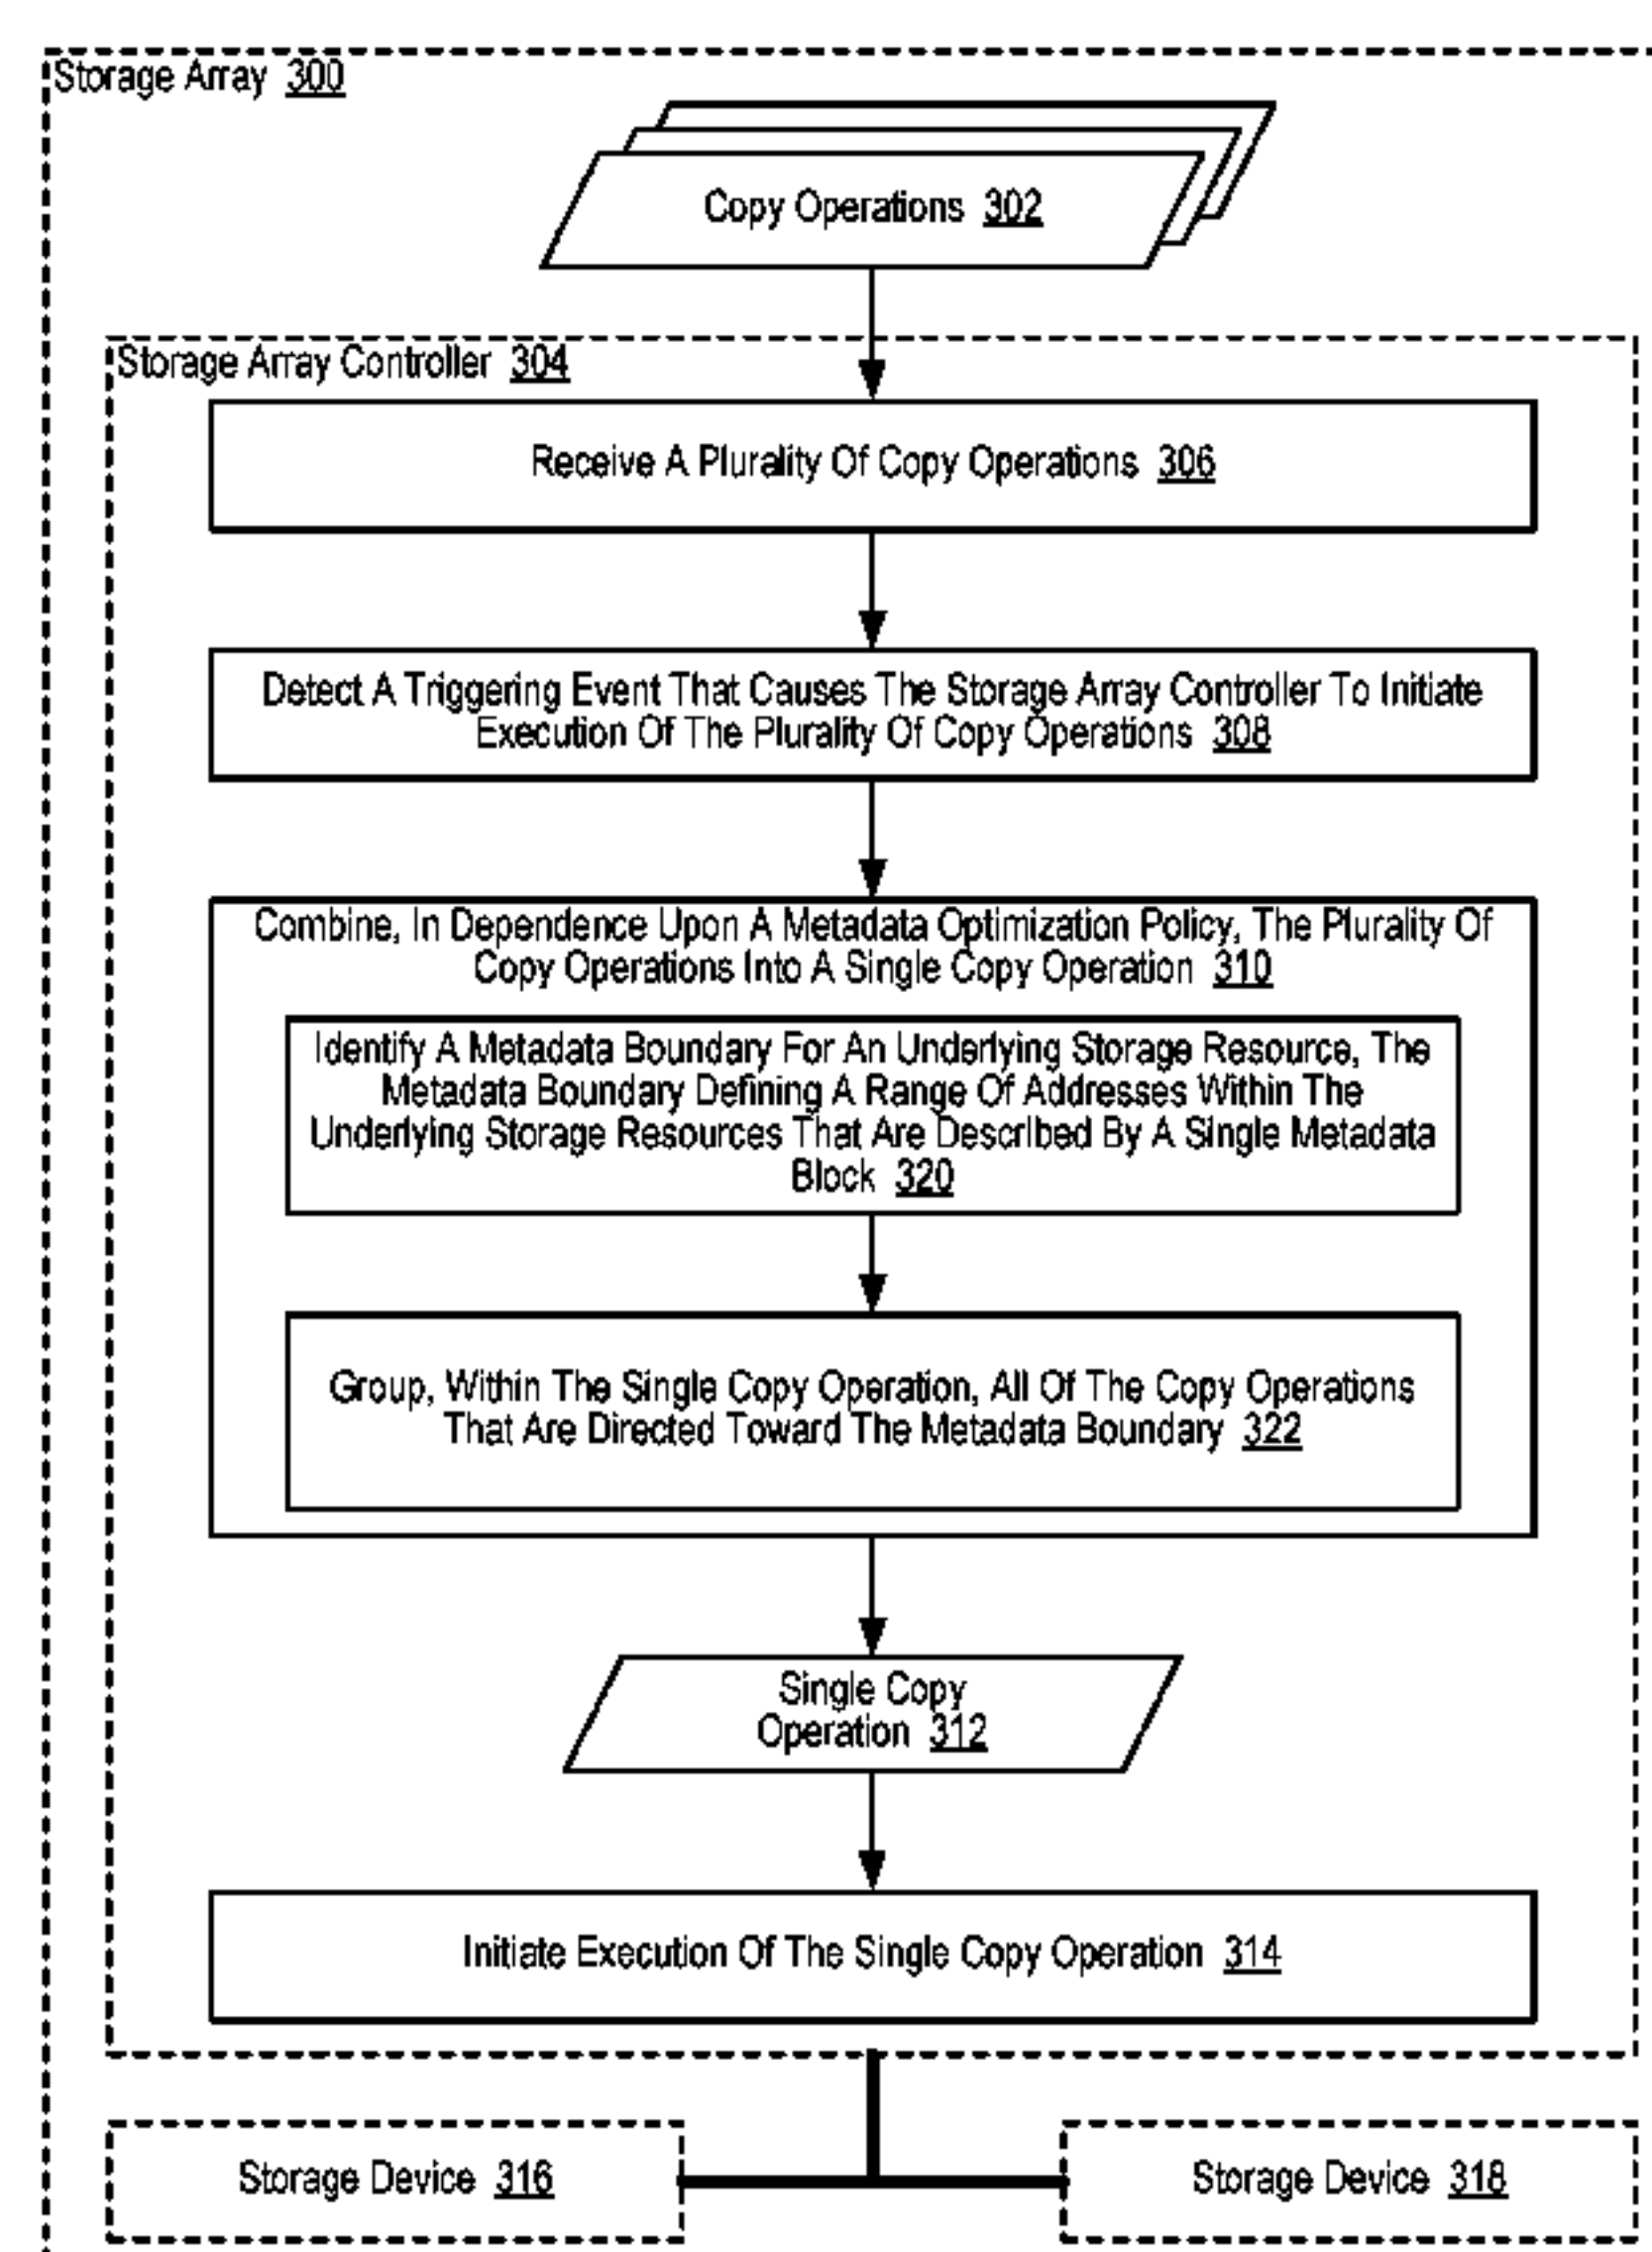 Storage Array 300
Copy Operations 302
Storage Array Controller 304
Receive A Plurality Of Copy Operations 306
Detect A Triggering Event That Causes The Storage Array Controller To Initiate
Execution Of The Plurality Of Copy Operations 308
Combine, In Dependence Upon A Metadata Optimization Policy, The Plurality Of
Copy Operations Into A Single Copy Operation 310
Identify A Metadata Boundary For An Underlying Storage Resource, The
Metadata Boundary Defining A Range Of Addresses Within The
Underlying Storage Resources That Are Described By A Single Metadata
Block 320
Group, Within The Single Copy Operation, All Of The Copy Operations
That Are Directed Toward The Metadata Boundary 322
Single Copy
Operation 312
Initiate Execution Of The Single Copy Operation 314
Storage Device 316
Storage Device 318